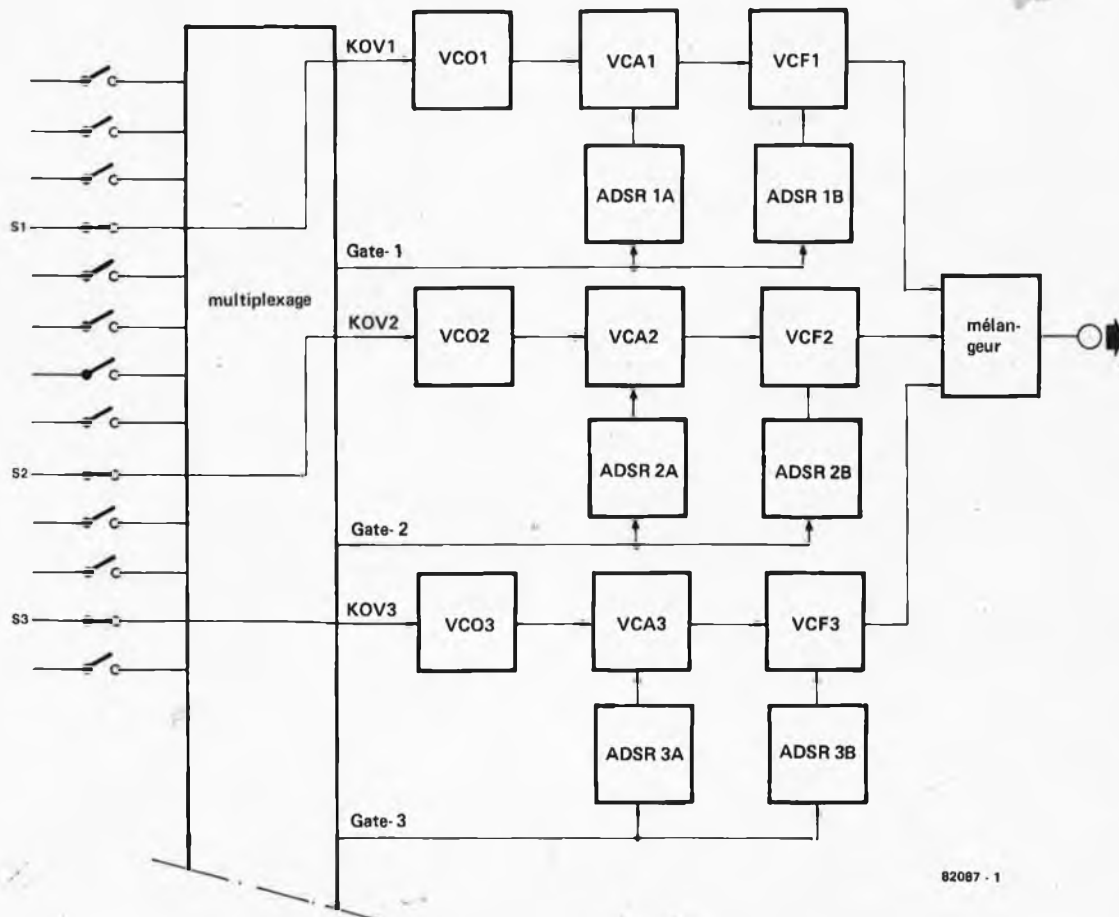 KOV1
VCO1
VCA1
VCF1
ADSR 1A
ADSR 1B
S1
Gate-1
multiplexage
KOV2
VCO2
VCA2
VCF2
mélan-
geur
ADSR 2A
ADSR 2B
S2
Gate-2
KOV3
VCO3
VCA3
VCF3
S3
ADSR 3A
ADSR 3B
Gate-3
82087 - 1